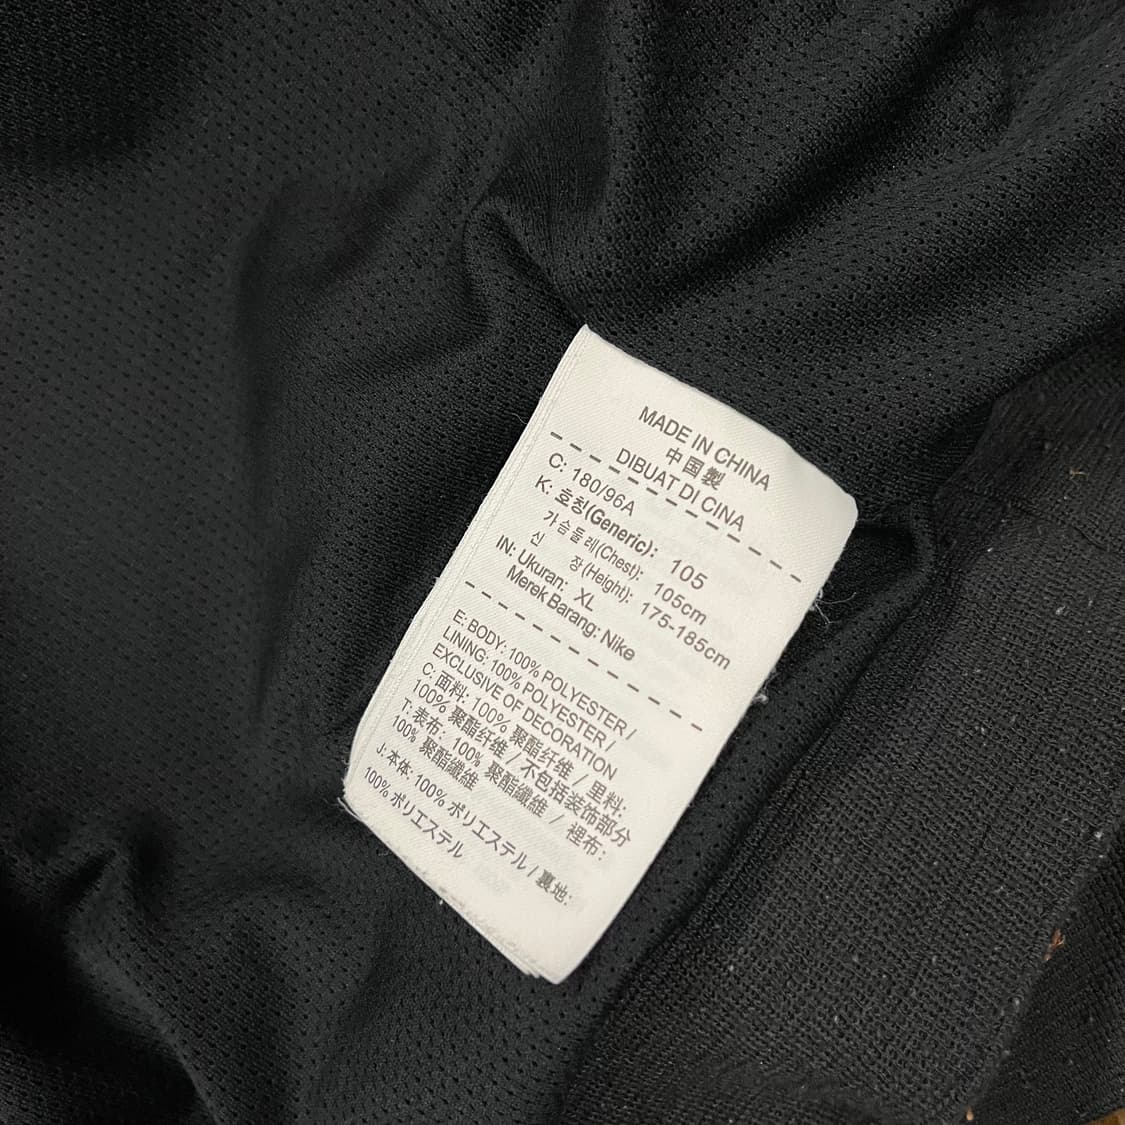 MADE IN CHINA
中国製
DIBUAT DI CINA
C: 180/96A
K: 호칭(Generic): 105
가슴둘레(Chest): 105cm
신 장(Height): 175-185cm
IN: Ukuran: XL
Merek Barang: Nike
E: BODY: 100% POLYESTER /
LINING: 100% POLYESTER /
EXCLUSIVE OF DECORATION
C: 面料: 100% 聚酯纤维 / 里料:
100% 聚酯纤维 / 不包括装饰部分
T: 表布: 100% 聚酯纖維 / 裡布:
100% 聚酯纖維
J: 本体: 100% ポリエステル / 裏地:
100% ポリエステル